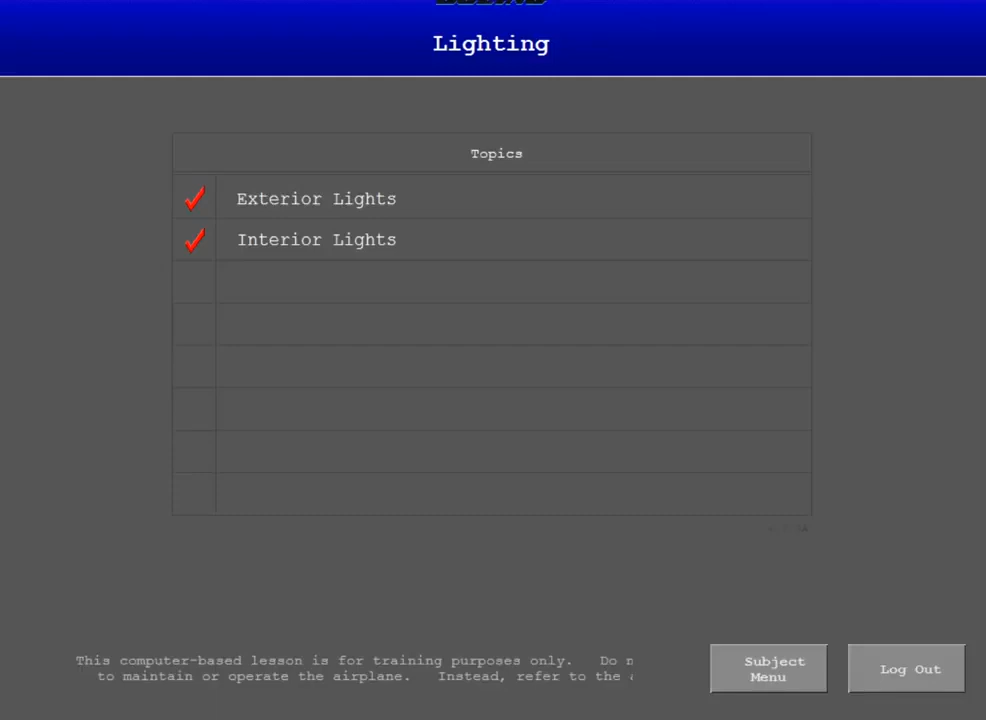 Lighting
Topics
Exterior Lights
Interior Lights
This computer-based lesson is for training purposes only. Do
to maintain or operate the airplane. Instead, refer to the
Subject
Menu
Log Out